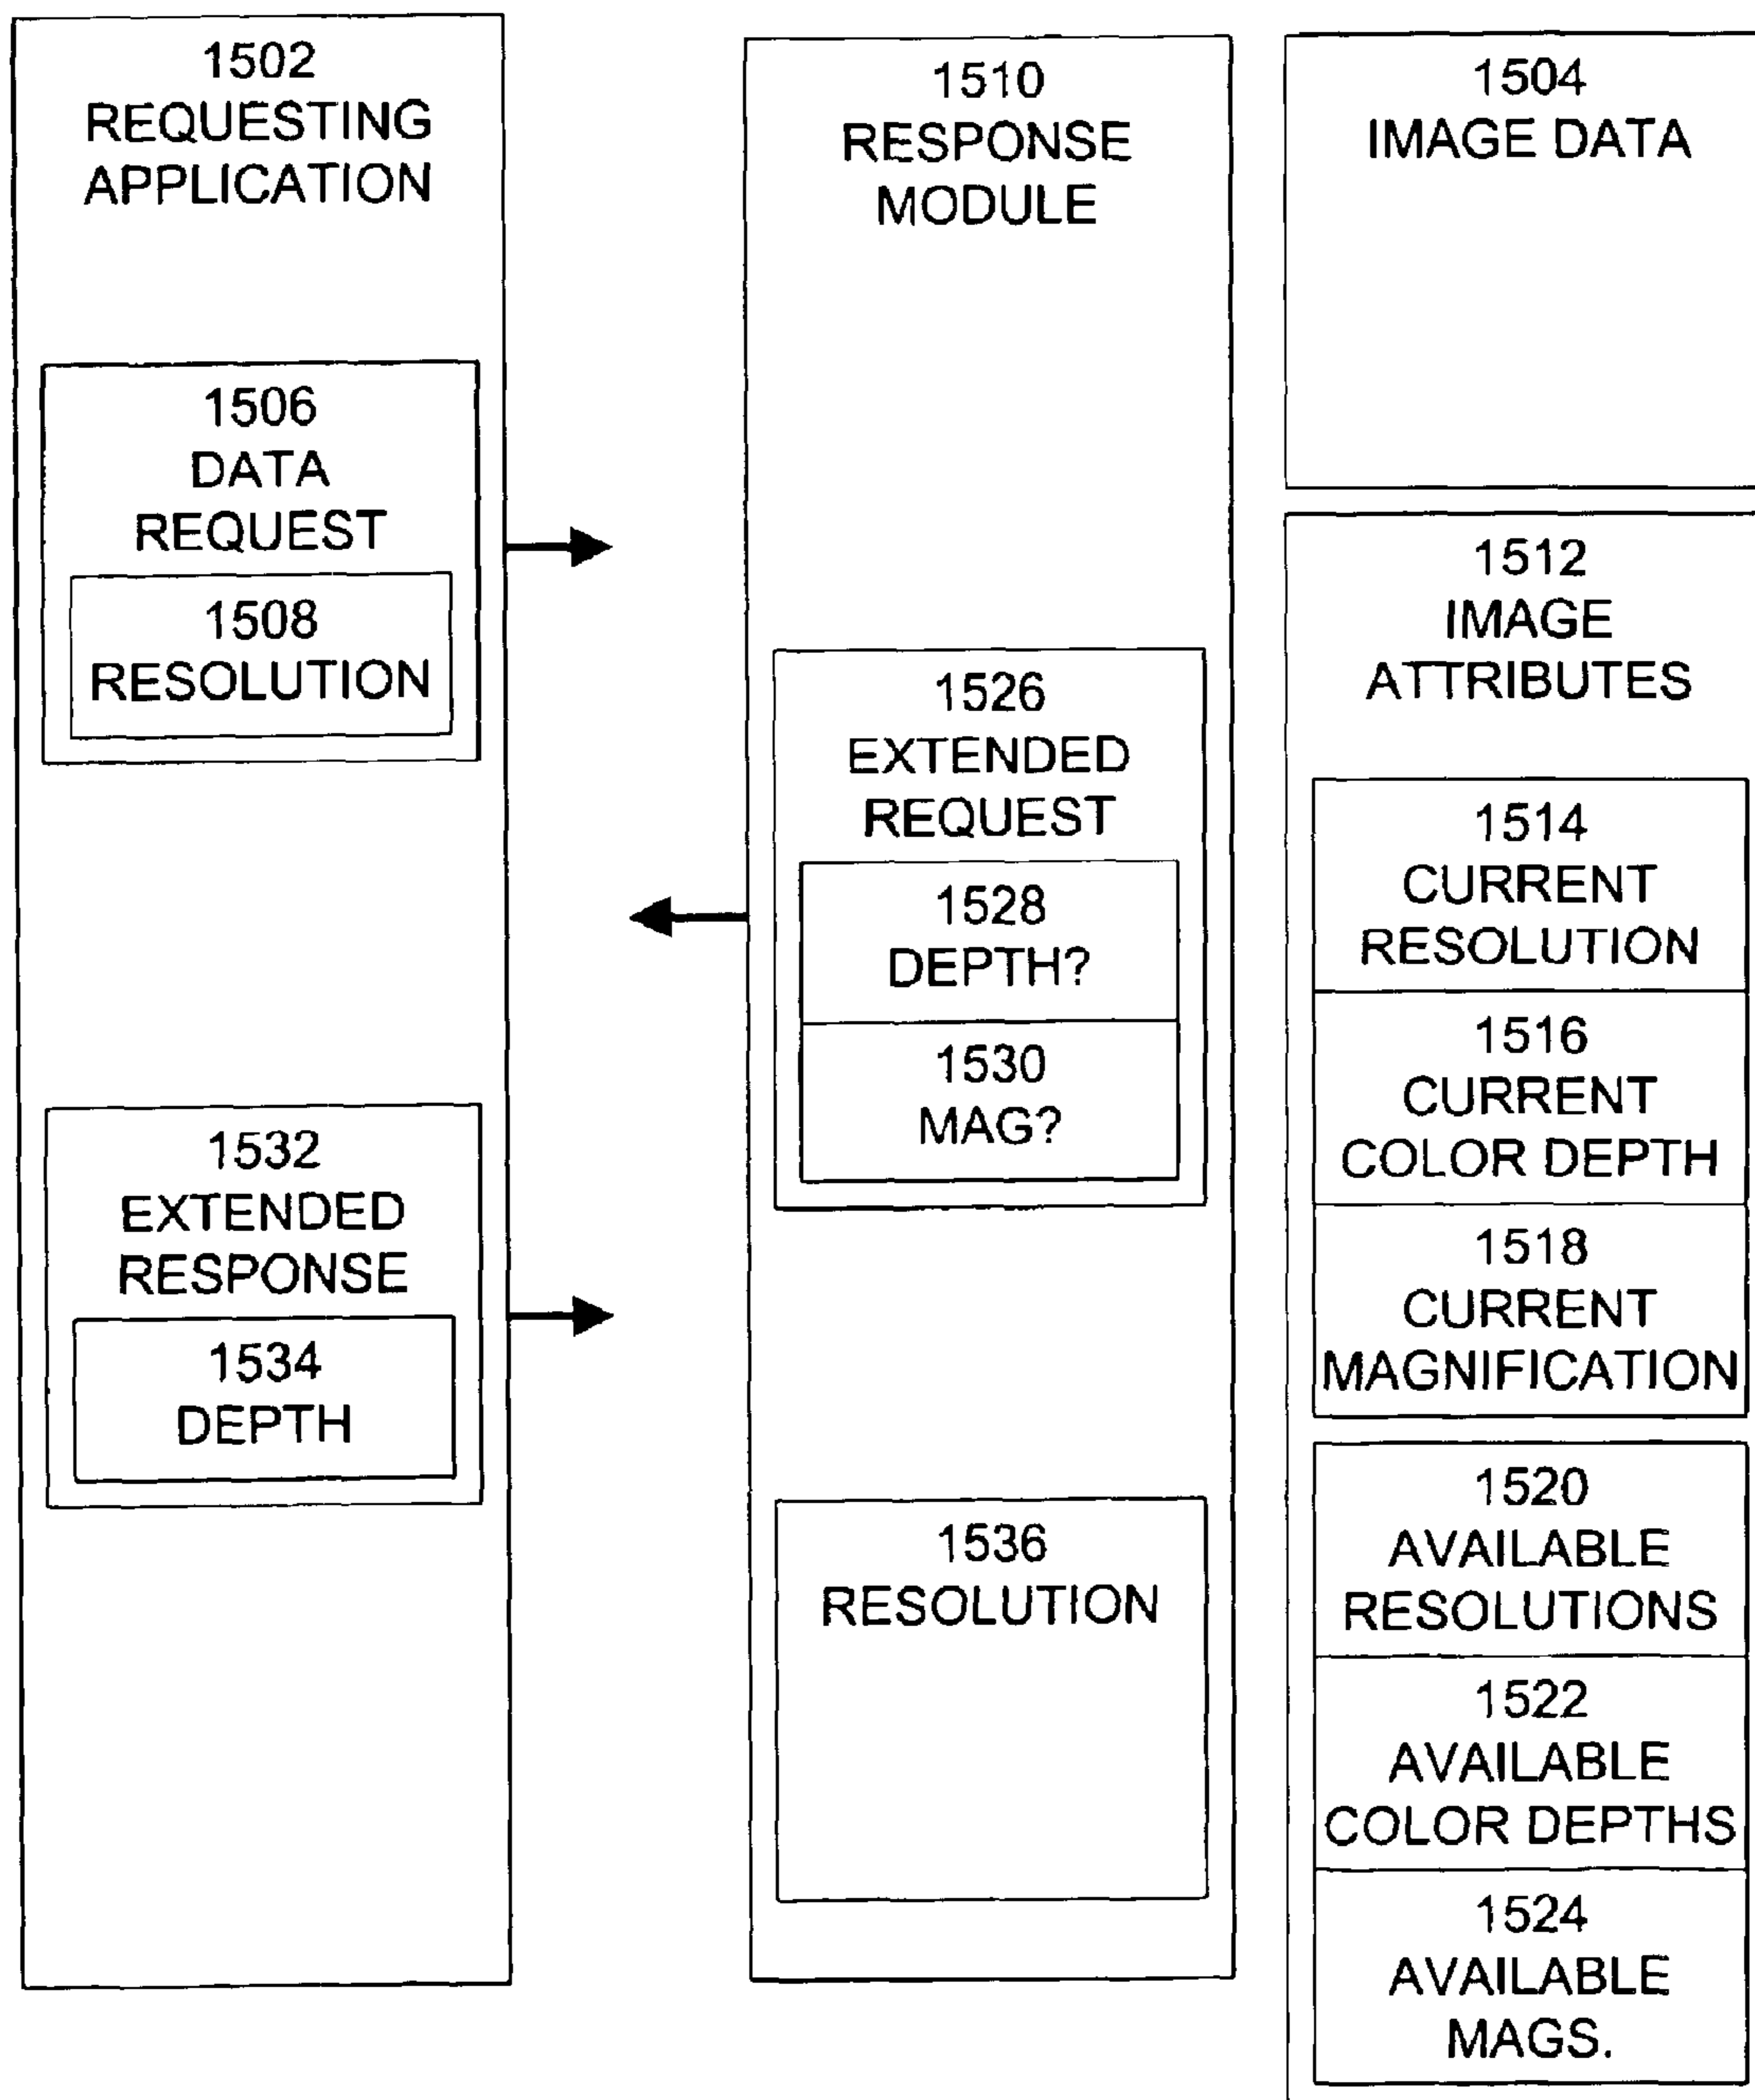 1502
REQUESTING
APPLICATION
1506
DATA
REQUEST
1508
RESOLUTION
1532
EXTENDED
RESPONSE
1534
DEPTH
1510
RESPONSE
MODULE
1526
EXTENDED
REQUEST
1528
DEPTH?
1530
MAG?
1536
RESOLUTION
1504
IMAGE DATA
1512
IMAGE
ATTRIBUTES
1514
CURRENT
RESOLUTION
1516
CURRENT
COLOR DEPTH
1518
CURRENT
MAGNIFICATION
1520
AVAILABLE
RESOLUTIONS
1522
AVAILABLE
COLOR DEPTHS
1524
AVAILABLE
MAGS.